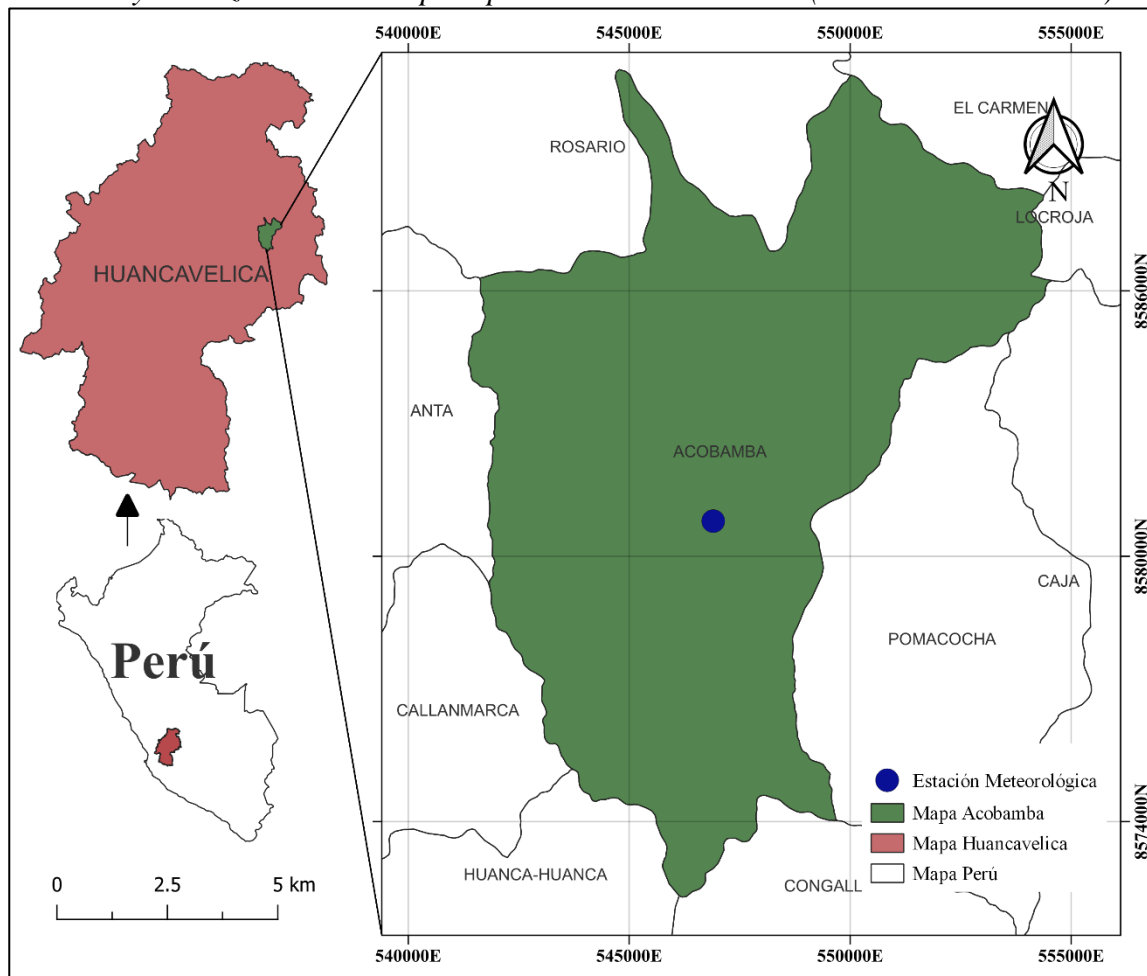 540000E 545000E 550000E 555000E
EL CARMEN
ROSARIO
N
LOCROJA
HUANCAVELICA
8586000N
ANTA
ACOBAMBA
8580000N
CAJA
POMACOCHA
Perú
CALLANMARCA
Estación Meteorológica
Mapa Acobamba
8574000N
Mapa Huancavelica
HUANCA-HUANCA
CONGALL
Mapa Perú
0 2.5 5 km
540000E 545000E 550000E 555000E